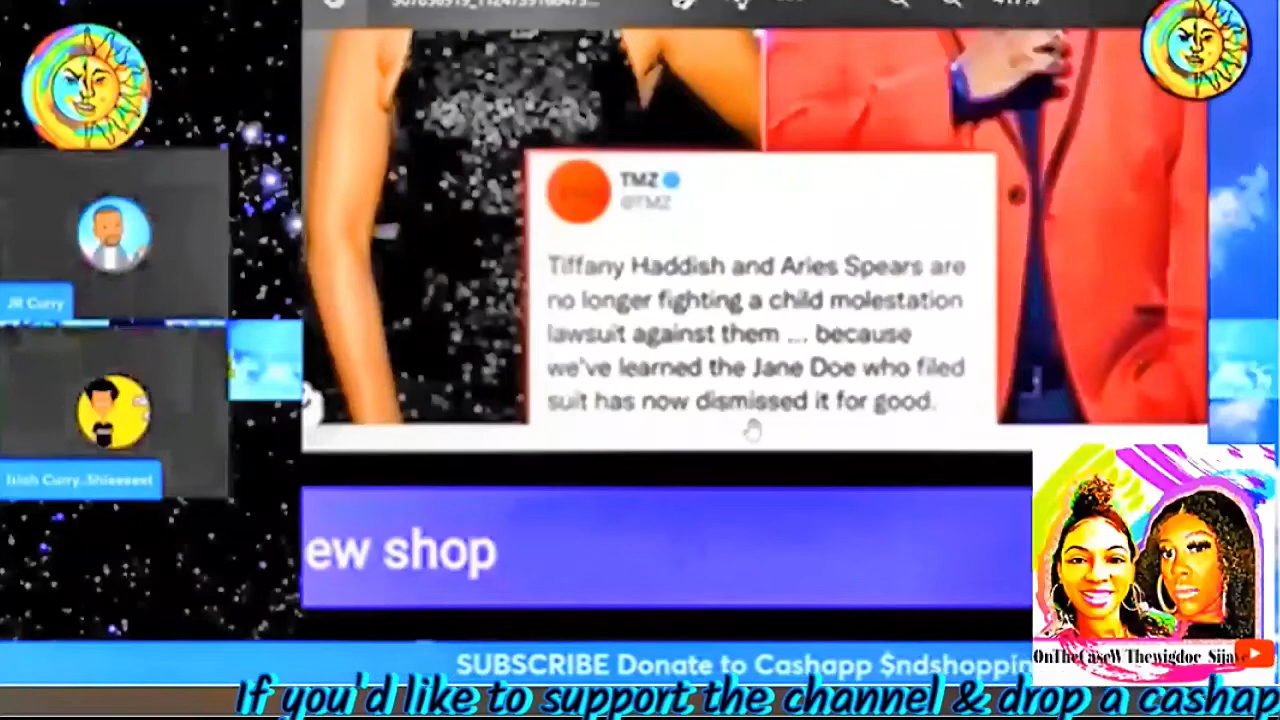 TMZ
@TMZ
Tiffany Haddish and Aries Spears are
no longer fighting a child molestation
lawsuit against them ... because
we've learned the Jane Doe who filed
suit has now dismissed it for good.
JR Curry
ew shop
OnTheCaseW Thewigdoc_Sijay
SUBSCRIBE Donate to Cashapp $ndshoppin
If you'd like to support the channel & drop a cashap